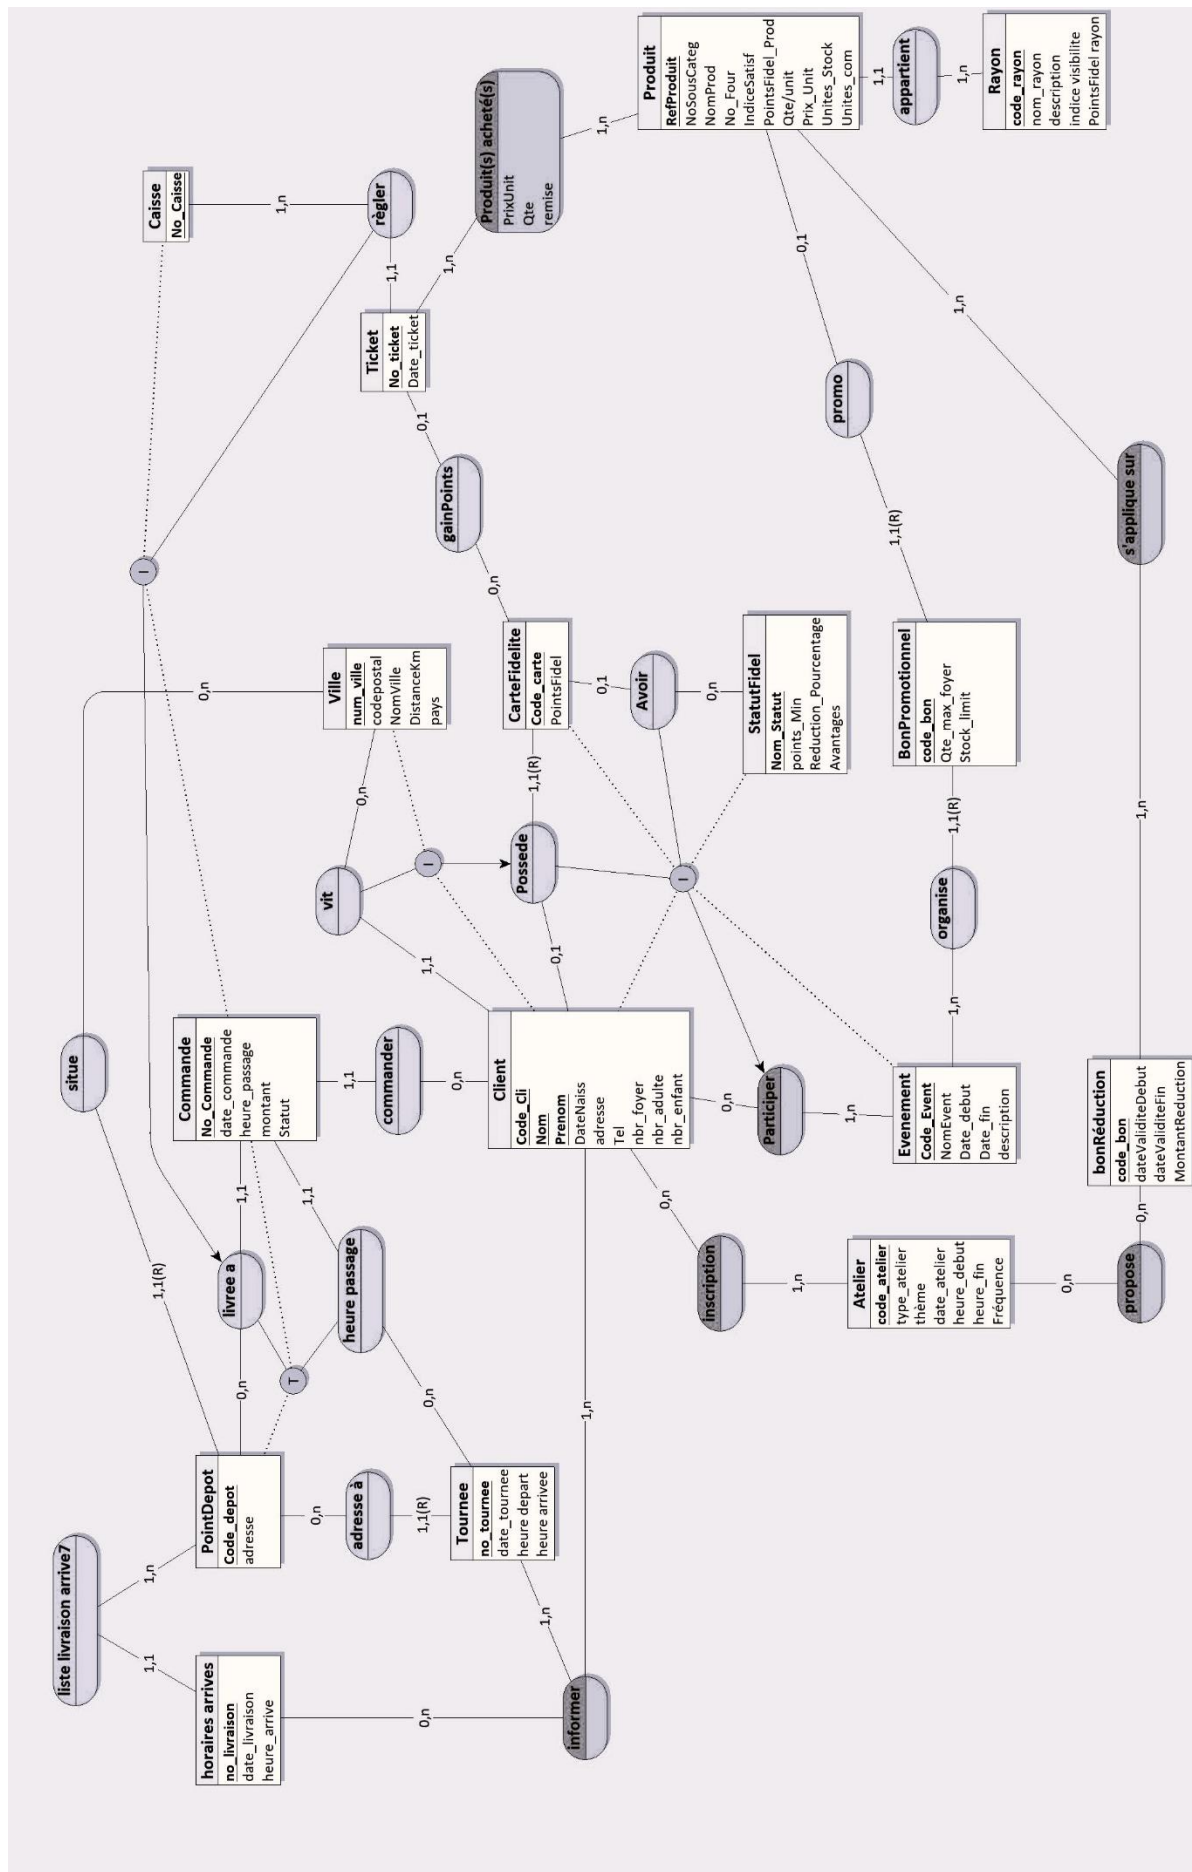 liste livraison arrive7
1,1
1,n
horaires arrives
no_livraison
date_livraison
heure_arrive
0,n
informer
1,n
1,n
PointDepot
Code_depot
adresse
0,n
adresse à
1,1(R)
Tournee
no_tournee
date_tournee
heure depart
heure arrivee
0,n
heure passage
1,1
T
0,n
livree a
1,1
1,1(R)
situe
0,n
Commande
No_Commande
date_commande
heure_passage
montant
Statut
1,1
commander
0,n
Client
Code_Cli
Nom
Prenom
DateNaiss
adresse
Tel
nbr_foyer
nbr_adulte
nbr_enfant
0,n
inscription
1,n
Atelier
code_atelier
type_atelier
thème
date_atelier
heure_debut
heure_fin
Fréquence
0,n
propose
0,n
bonRéduction
code_bon
dateValiditeDebut
dateValiditeFin
MontantReduction
1,n
s'applique sur
1,n
0,n
Participer
1,n
Evenement
Code_Event
NomEvent
Date_debut
Date_fin
description
1,n
organise
1,1(R)
BonPromotionnel
code_bon
Qte_max_foyer
Stock_limit
1,1(R)
promo
0,1
1,1
vit
0,n
I
Ville
num_ville
codepostal
NomVille
DistanceKm
pays
0,1
Possede
1,1(R)
I
CarteFidelite
Code_carte
PointsFidel
0,1
Avoir
0,n
StatutFidel
Nom_Statut
points_Min
Reduction_Pourcentage
Avantages
0,n
gainPoints
0,1
I
Ticket
No_ticket
Date_ticket
1,1
règler
1,n
Caisse
No_Caisse
1,n
Produit(s) acheté(s)
PrixUnit
Qte
remise
1,n
Produit
RefProduit
NoSousCateg
NomProd
No_Four
IndiceSatisf
PointsFidel_Prod
Qte/unit
Prix_Unit
Unites_Stock
Unites_com
1,1
appartient
1,n
Rayon
code_rayon
nom_rayon
description
indice visibilite
PointsFidel rayon